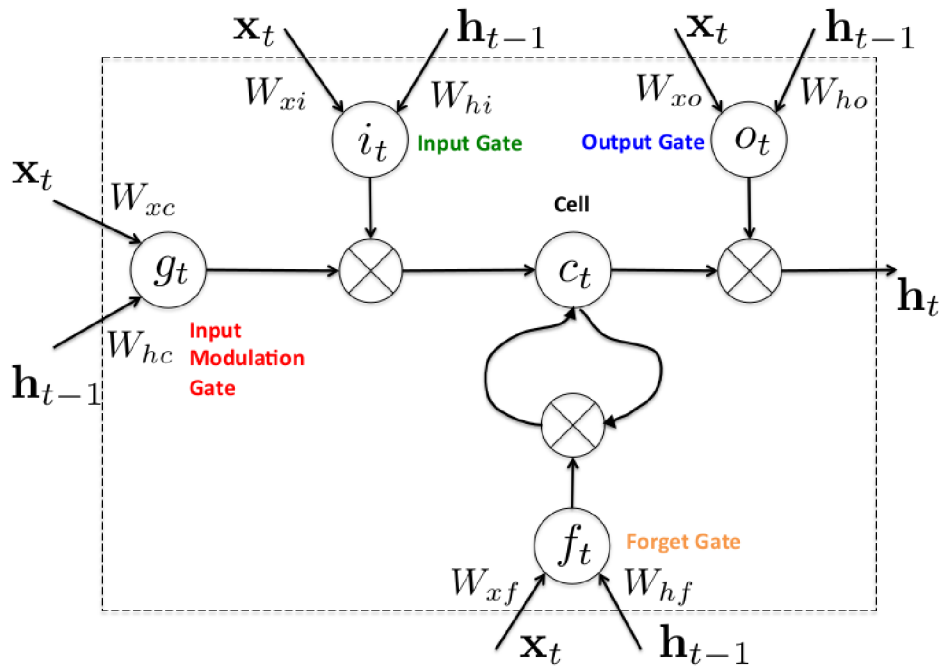 x_t h_{t-1} x_t h_{t-1}
W_{xi} W_{hi} W_{xo} W_{ho}
i_t Input Gate Output Gate o_t
x_t
W_{xc} Cell
g_t c_t
h_t
W_{hc} Input
Modulation
Gate
h_{t-1}
f_t Forget Gate
W_{xf} W_{hf}
x_t h_{t-1}